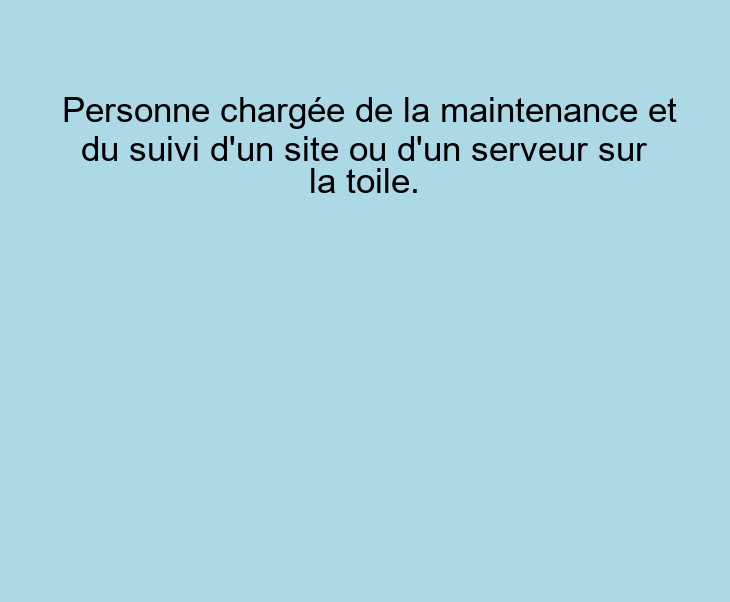 Personne chargée de la maintenance et
du suivi d'un site ou d'un serveur sur
la toile.